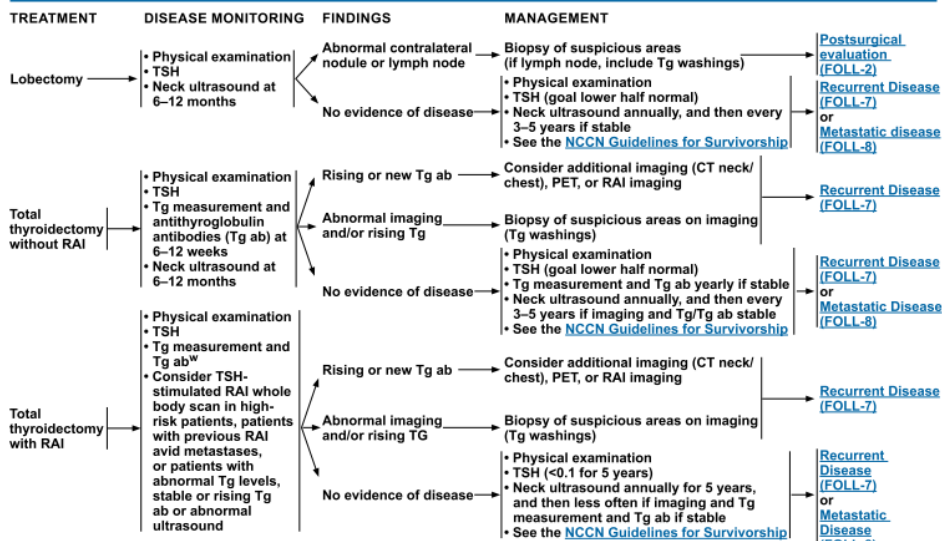 TREATMENT DISEASE MONITORING FINDINGS MANAGEMENT
Lobectomy
• Physical examination
• TSH
• Neck ultrasound at
6–12 months
Abnormal contralateral
nodule or lymph node
Biopsy of suspicious areas
(if lymph node, include Tg washings)
Postsurgical
evaluation
(FOLL-2)
No evidence of disease
• Physical examination
• TSH (goal lower half normal)
• Neck ultrasound annually, and then every
3–5 years if stable
• See the NCCN Guidelines for Survivorship
Recurrent Disease
(FOLL-7)
or
Metastatic disease
(FOLL-8)
Total
thyroidectomy
without RAI
• Physical examination
• TSH
• Tg measurement and
antithyroglobulin
antibodies (Tg ab) at
6–12 weeks
• Neck ultrasound at
6–12 months
Rising or new Tg ab
Consider additional imaging (CT neck/
chest), PET, or RAI imaging
Abnormal imaging
and/or rising Tg
Biopsy of suspicious areas on imaging
(Tg washings)
Recurrent Disease
(FOLL-7)
No evidence of disease
• Physical examination
• TSH (goal lower half normal)
• Tg measurement and Tg ab yearly if stable
• Neck ultrasound annually, and then every
3–5 years if imaging and Tg/Tg ab stable
• See the NCCN Guidelines for Survivorship
Recurrent Disease
(FOLL-7)
or
Metastatic Disease
(FOLL-8)
Total
thyroidectomy
with RAI
• Physical examination
• TSH
• Tg measurement and
Tg abw
• Consider TSH-
stimulated RAI whole
body scan in high-
risk patients, patients
with previous RAI
avid metastases,
or patients with
abnormal Tg levels,
stable or rising Tg
ab or abnormal
ultrasound
Rising or new Tg ab
Consider additional imaging (CT neck/
chest), PET, or RAI imaging
Abnormal imaging
and/or rising TG
Biopsy of suspicious areas on imaging
(Tg washings)
Recurrent Disease
(FOLL-7)
No evidence of disease
• Physical examination
• TSH (<0.1 for 5 years)
• Neck ultrasound annually for 5 years,
and then less often if imaging and Tg
measurement and Tg ab if stable
• See the NCCN Guidelines for Survivorship
Recurrent
Disease
(FOLL-7)
or
Metastatic
Disease